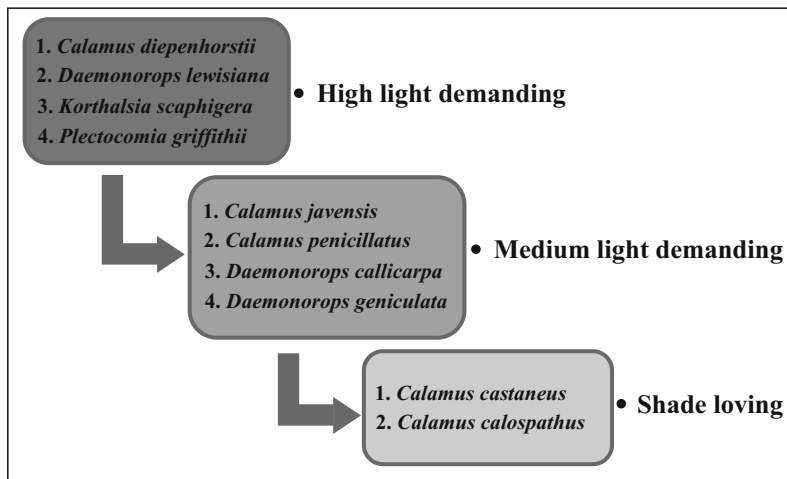 1. Calamus diepenhorstii
2. Daemonorops lewisiana
3. Korthalsia scaphigera
4. Plectocomia griffithii
• High light demanding
1. Calamus javensis
2. Calamus penicillatus
3. Daemonorops callicarpa
4. Daemonorops geniculata
• Medium light demanding
1. Calamus castaneus
2. Calamus calospathus
• Shade loving